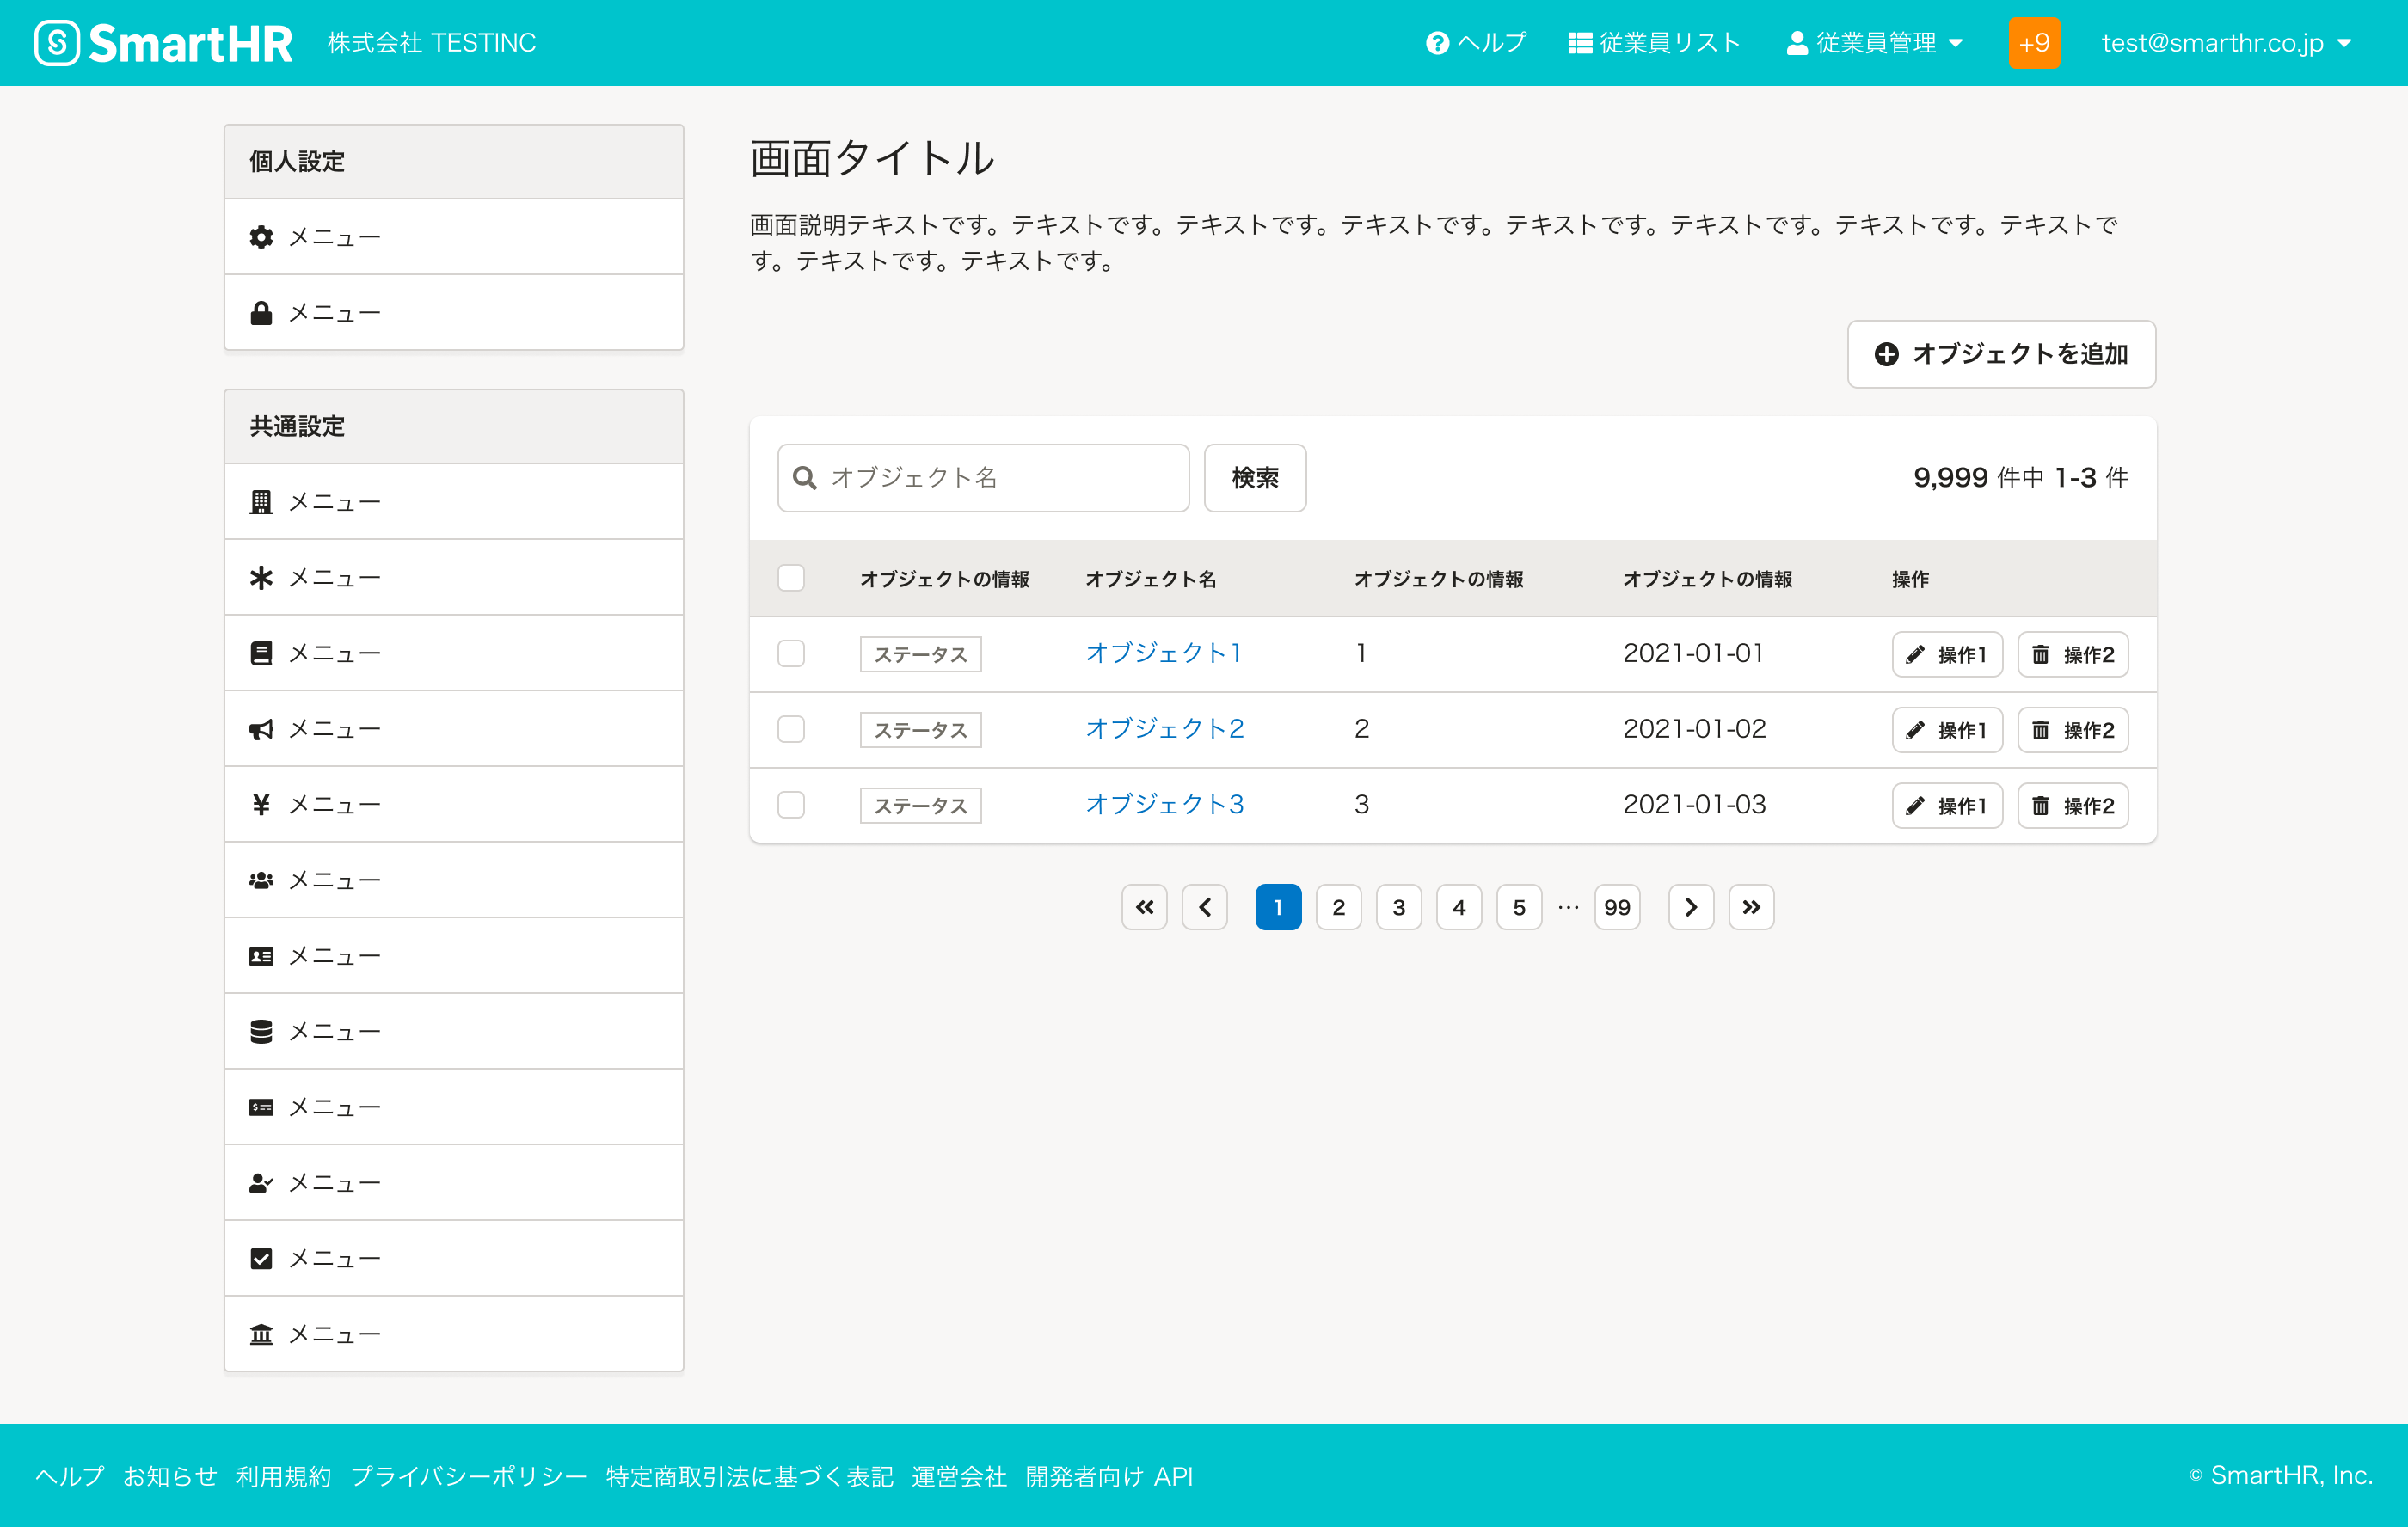 SmartHR 株式会社 TESTINC ヘルプ 従業員リスト 従業員管理 +9 test@smarthr.co.jp
個人設定
メニュー
メニュー
共通設定
メニュー
メニュー
メニュー
メニュー
メニュー
メニュー
メニュー
メニュー
メニュー
メニュー
メニュー
メニュー
画面タイトル
画面説明テキストです。テキストです。テキストです。テキストです。テキストです。テキストです。テキストです。テキストで
す。テキストです。テキストです。
オブジェクトを追加
オブジェクト名 検索 9,999 件中 1-3 件
オブジェクトの情報 オブジェクト名 オブジェクトの情報 オブジェクトの情報 操作
ステータス オブジェクト1 1 2021-01-01 操作1 操作2
ステータス オブジェクト2 2 2021-01-02 操作1 操作2
ステータス オブジェクト3 3 2021-01-03 操作1 操作2
1 2 3 4 5 … 99
ヘルプ お知らせ 利用規約 プライバシーポリシー 特定商取引法に基づく表記 運営会社 開発者向け API © SmartHR, Inc.